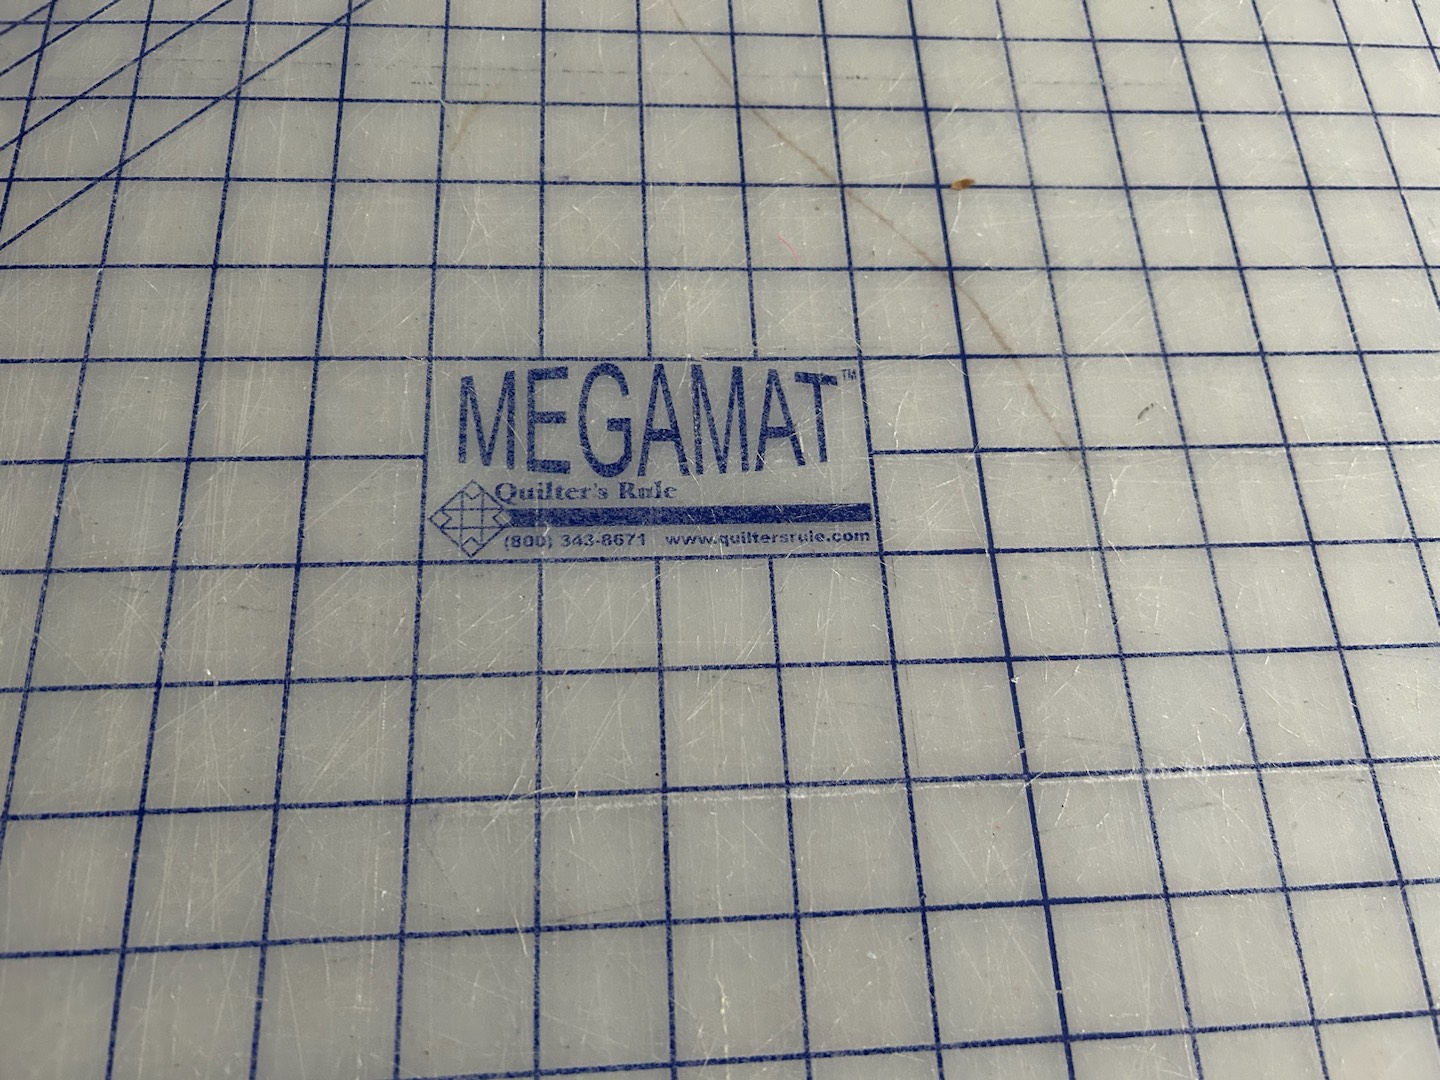 MEGAMAT™
Quilter's Rule
(800) 343-8671 www.quiltersrule.com